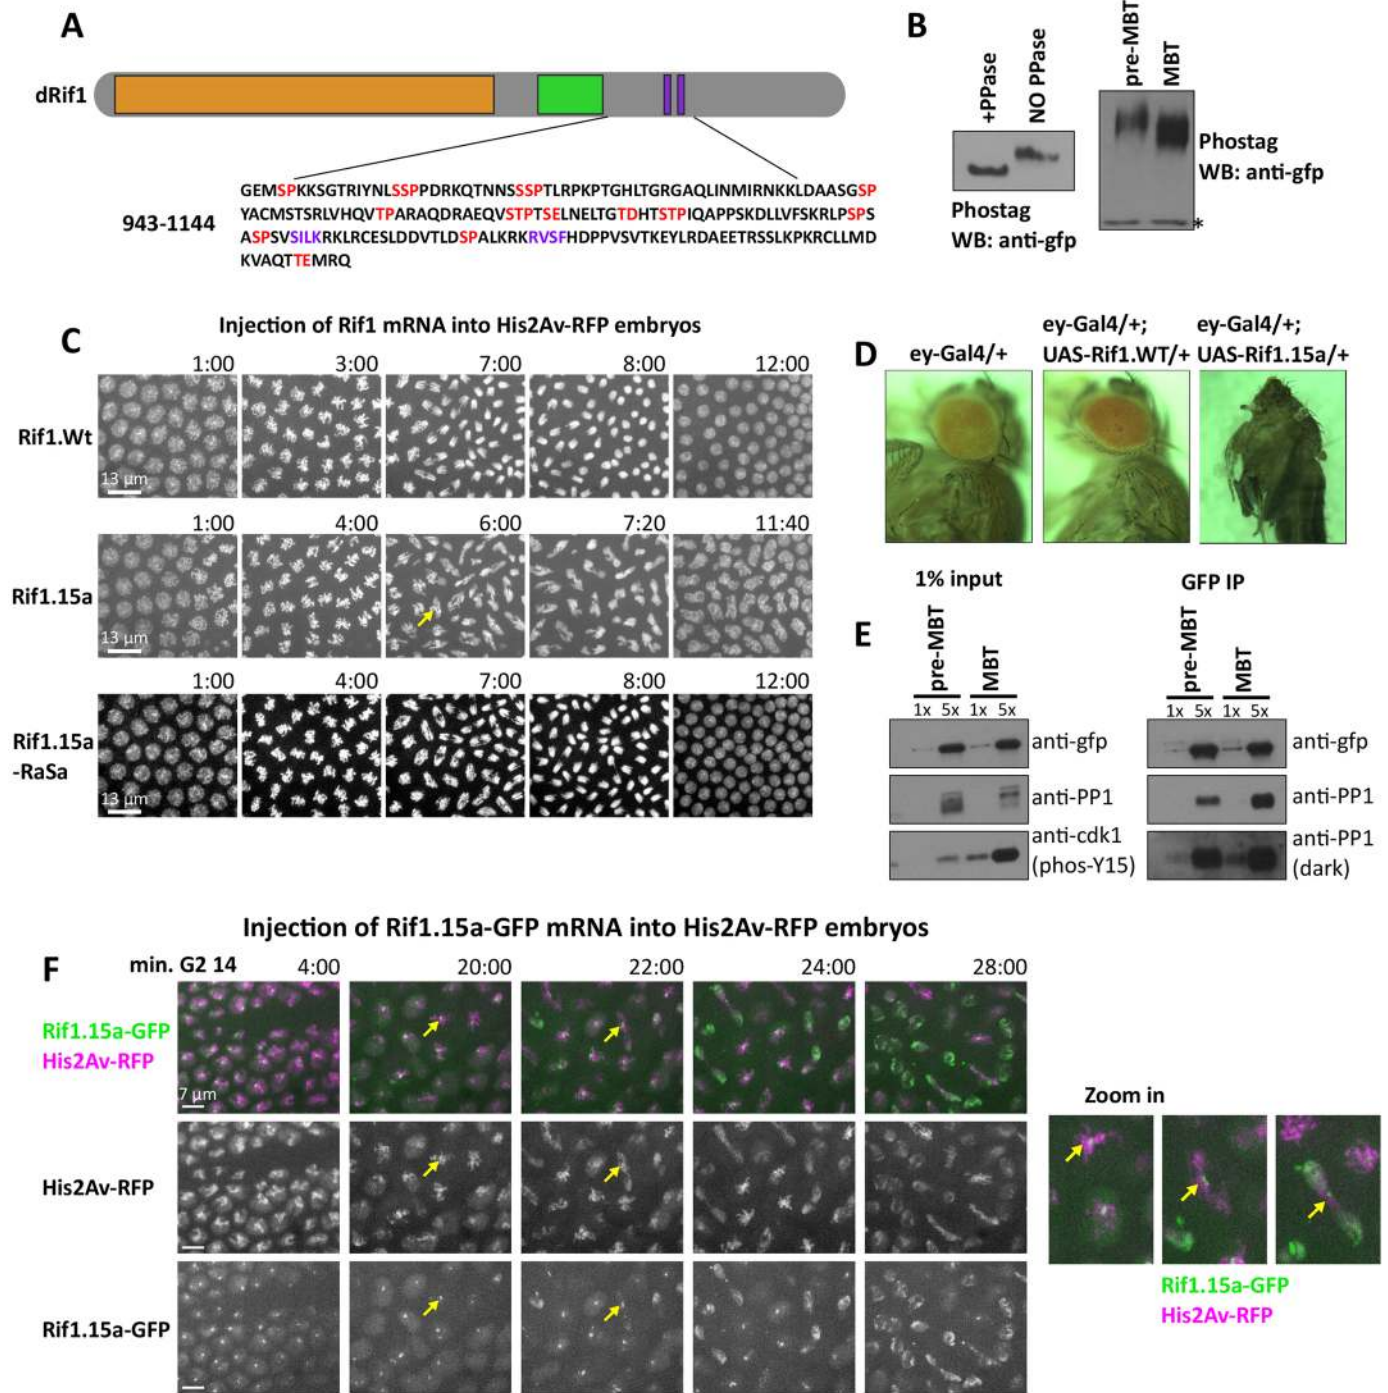 A
dRif1
943-1144
GEMSPKKSGTRIYNLSSPPDRKQTNNSSSPTLRPKPTGHLTGRGAQLINMIRNKKLDAASGSP
YACMSTSRLVHQVTPARAQDRAEQVSTPTSELNELTGTDHTSTPIQAPPSKDLLVFSKRLPSPS
ASPSVSILKRKLRCESLDDVTLDSPALKRKRVSFHDPPVSVTKEYLRDAEETRSSLKPKRCLLMD
KVAQTTEMRQ
B
+PPase
NO PPase
Phostag
WB: anti-gfp
pre-MBT
MBT
Phostag
WB: anti-gfp
*
C
Injection of Rif1 mRNA into His2Av-RFP embryos
1:00 3:00 7:00 8:00 12:00
Rif1.Wt
13 µm
1:00 4:00 6:00 7:20 11:40
Rif1.15a
13 µm
1:00 4:00 7:00 8:00 12:00
Rif1.15a
-RaSa
13 µm
D
ey-Gal4/+
ey-Gal4/+;
UAS-Rif1.WT/+
ey-Gal4/+;
UAS-Rif1.15a/+
E
1% input
pre-MBT
MBT
1x 5x 1x 5x
anti-gfp
anti-PP1
anti-cdk1
(phos-Y15)
GFP IP
pre-MBT
MBT
1x 5x 1x 5x
anti-gfp
anti-PP1
anti-PP1
(dark)
Injection of Rif1.15a-GFP mRNA into His2Av-RFP embryos
F
min. G2 14 4:00 20:00 22:00 24:00 28:00
Rif1.15a-GFP
His2Av-RFP
7 µm
His2Av-RFP
Rif1.15a-GFP
Zoom in
Rif1.15a-GFP
His2Av-RFP